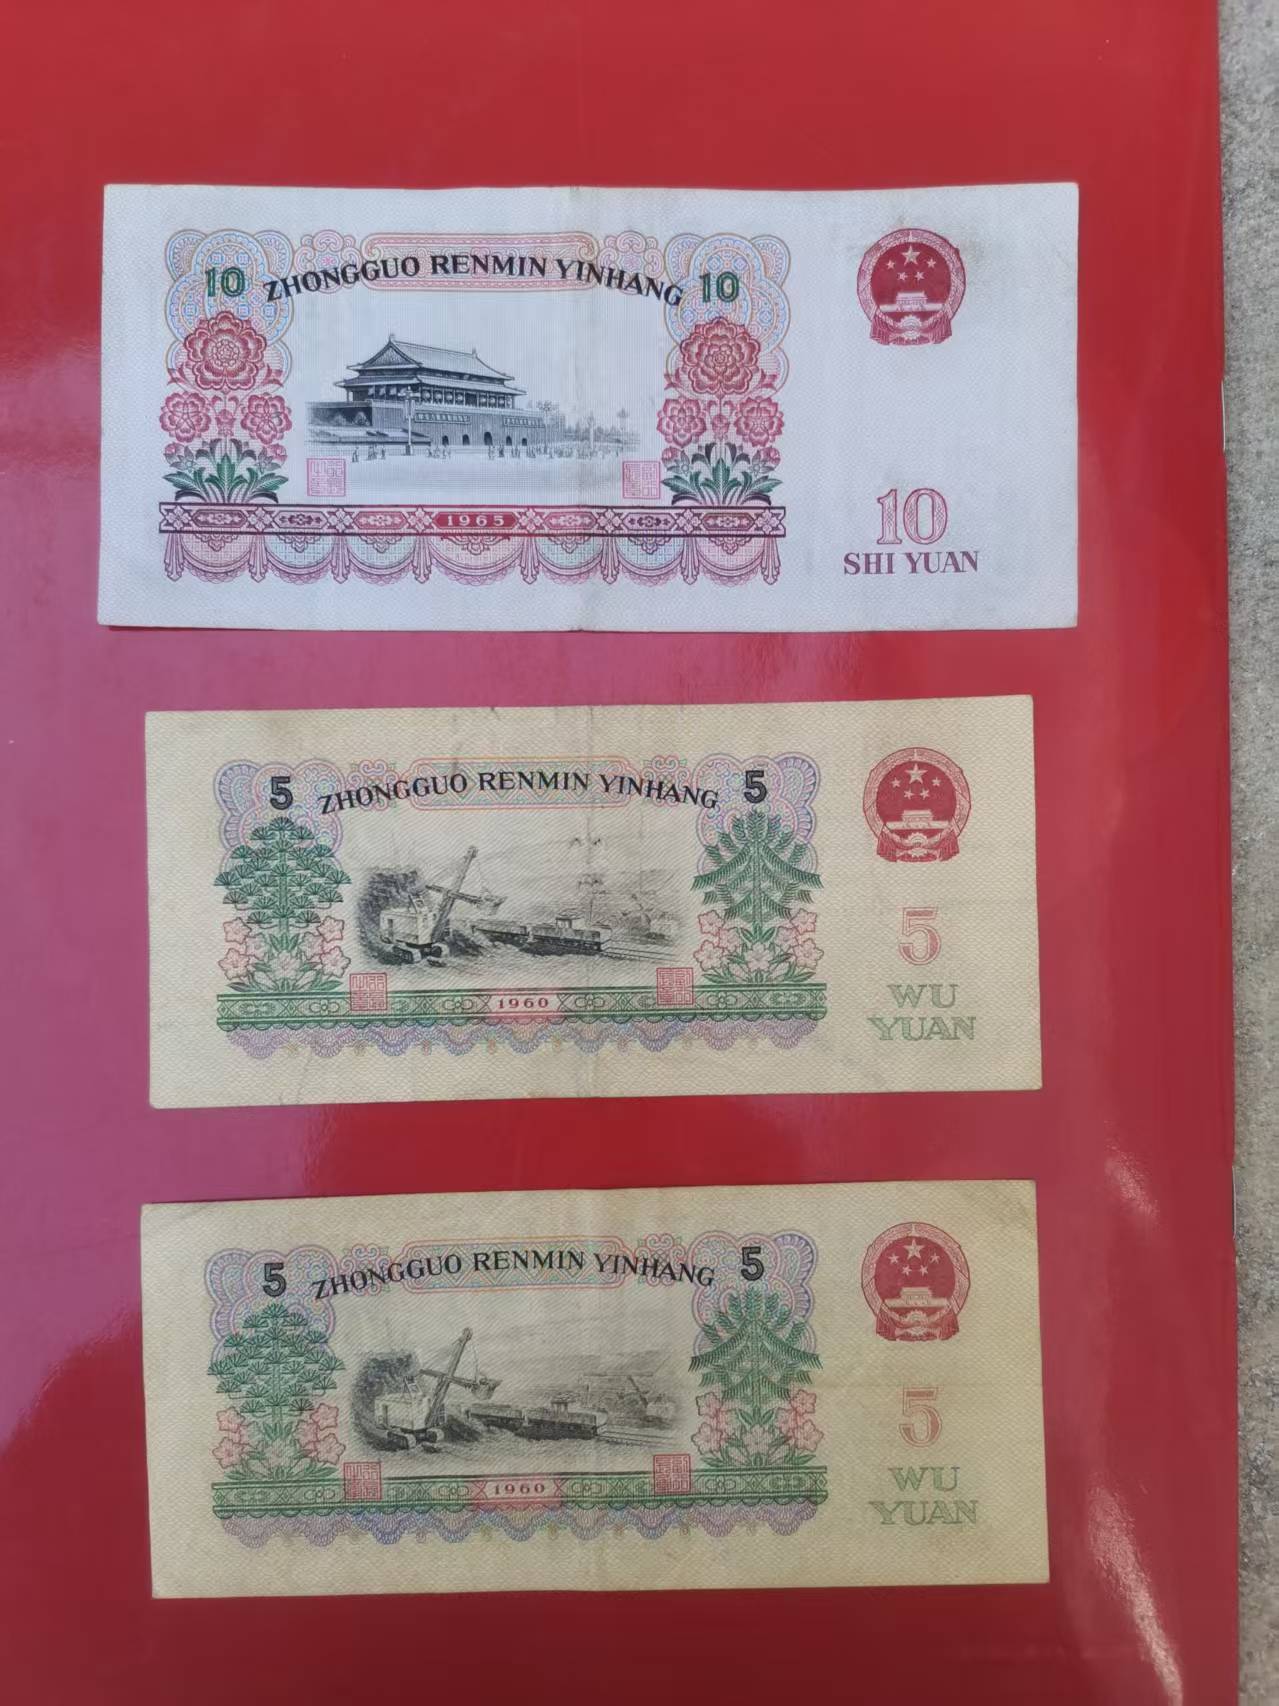 10 ZHONGGUO RENMIN YINHANG 10
1965
10
SHI YUAN
5 ZHONGGUO RENMIN YINHANG 5
5
1960
WU
YUAN
5 ZHONGGUO RENMIN YINHANG 5
5
1960
WU
YUAN